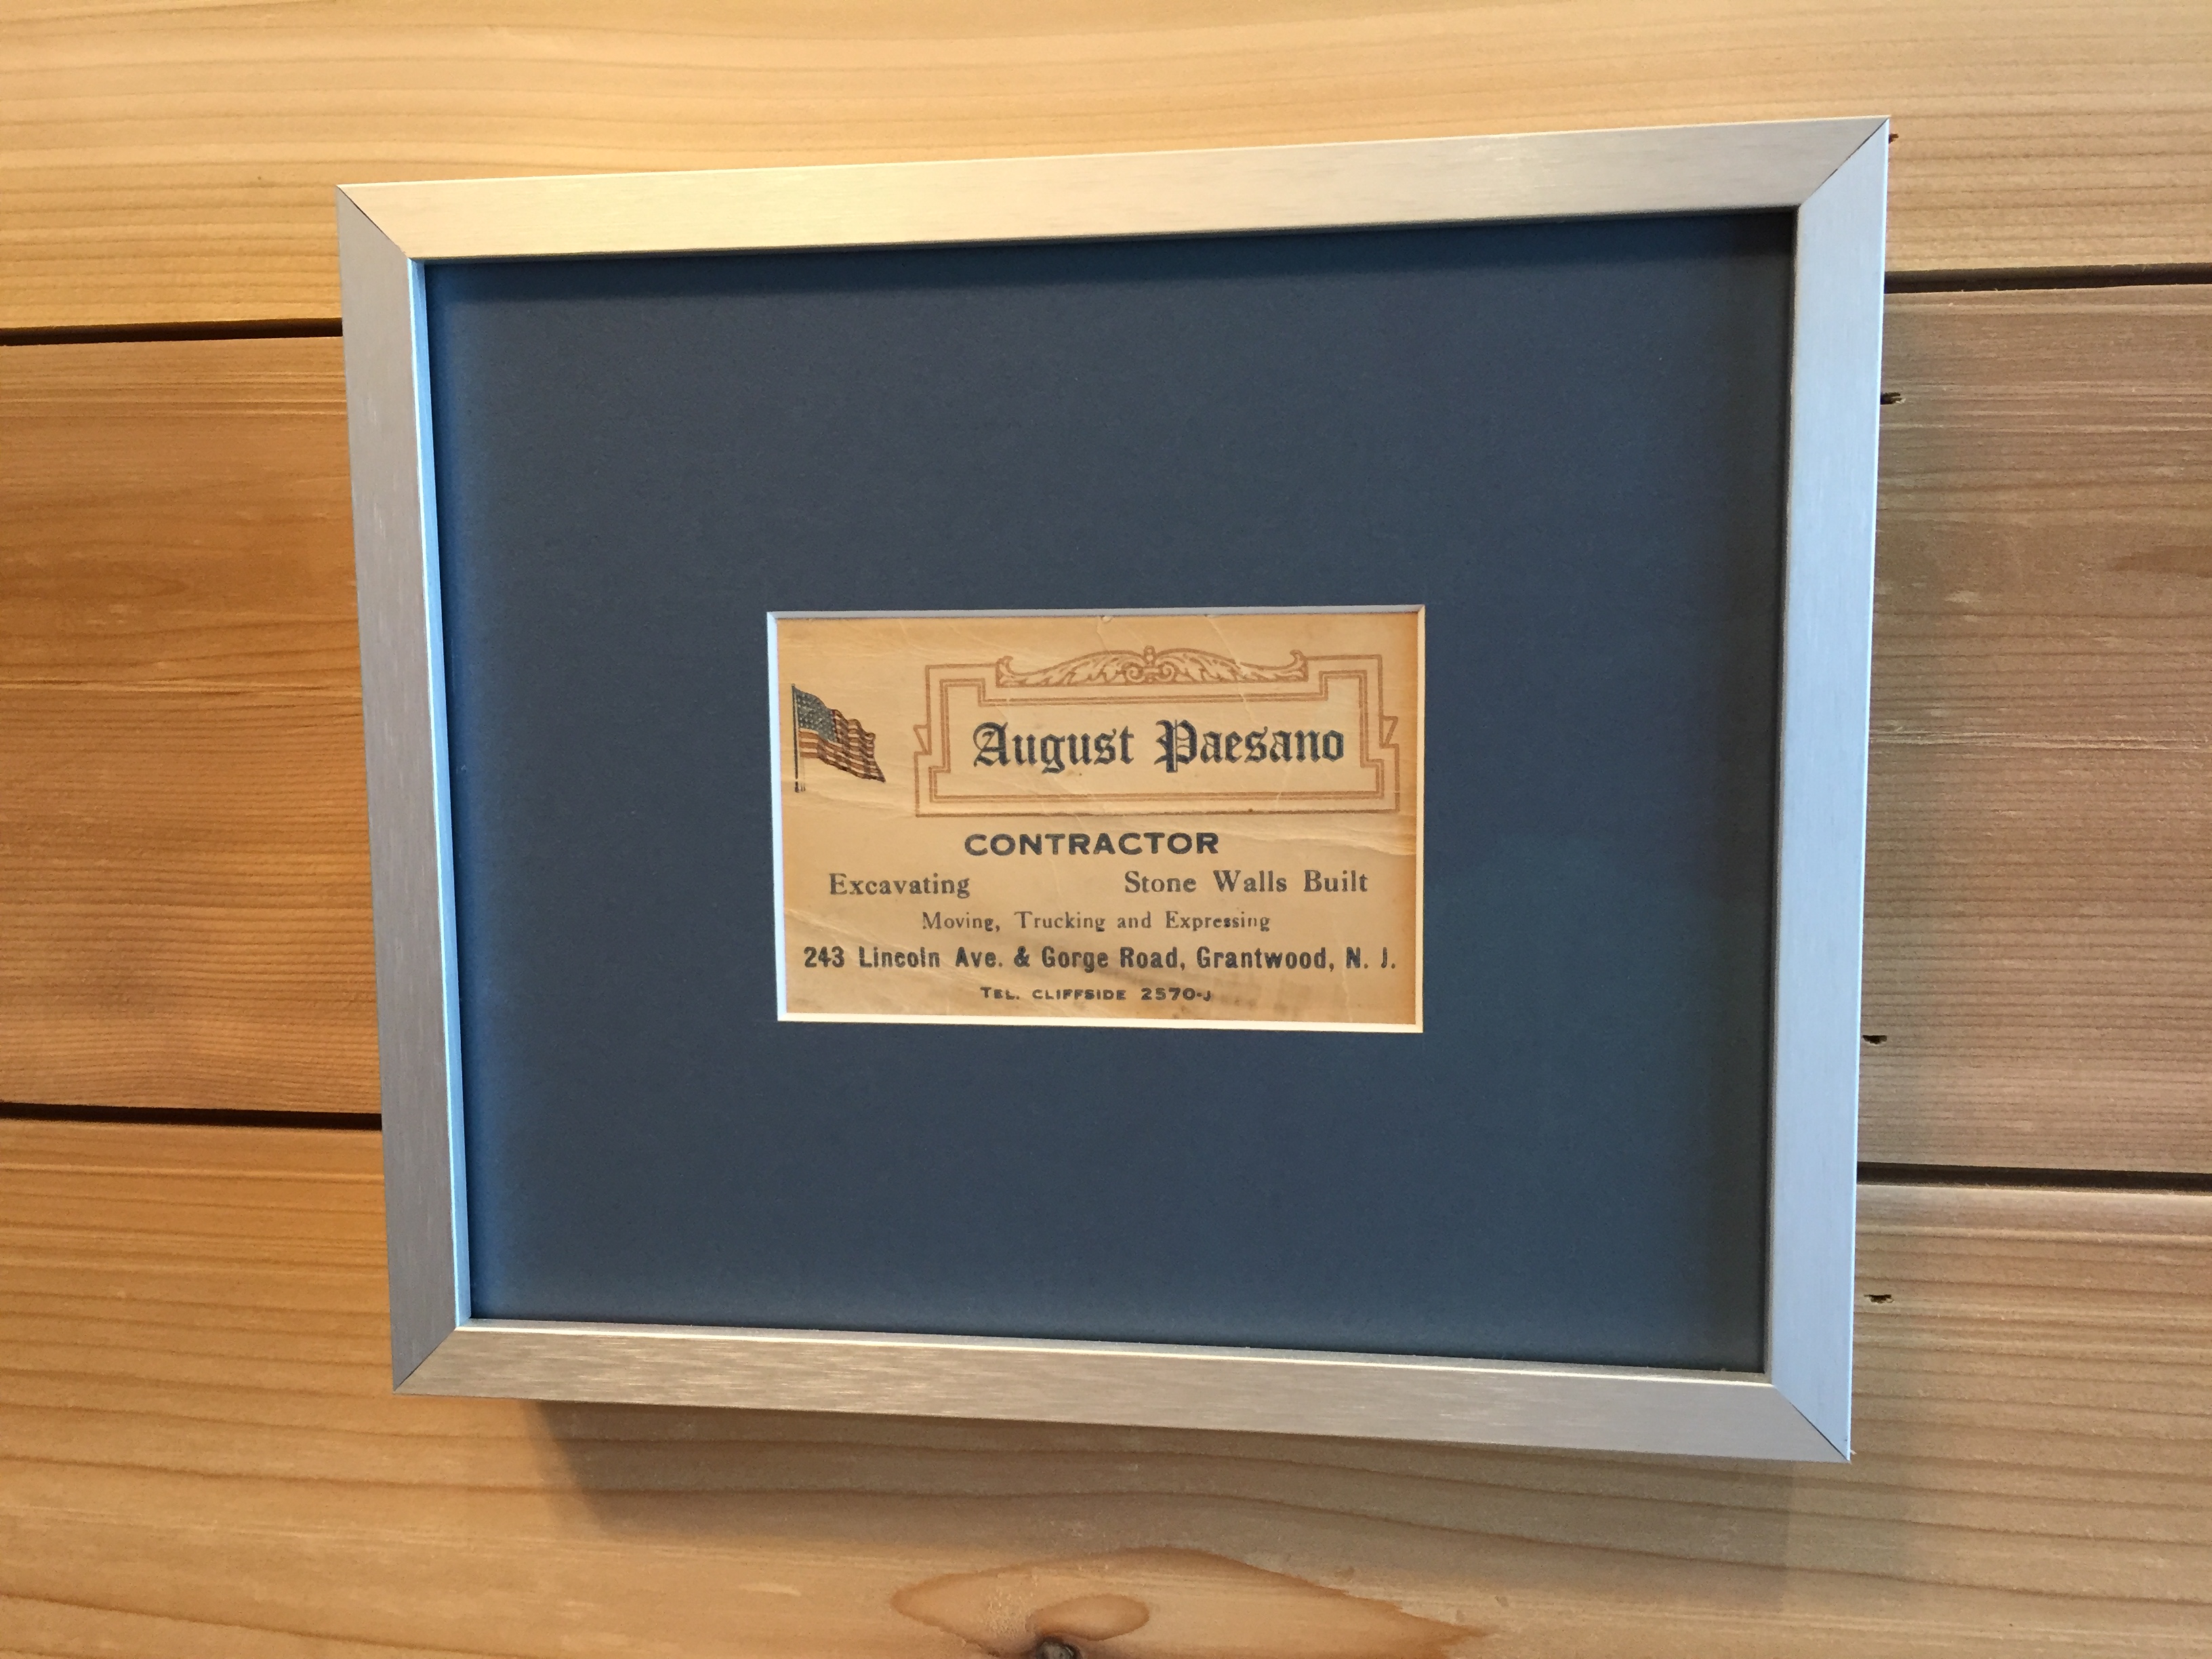 August Paesano
CONTRACTOR
Excavating Stone Walls Built
Moving, Trucking and Expressing
243 Lincoln Ave. & Gorge Road, Grantwood, N. J.
TEL. CLIFFSIDE 2570-J